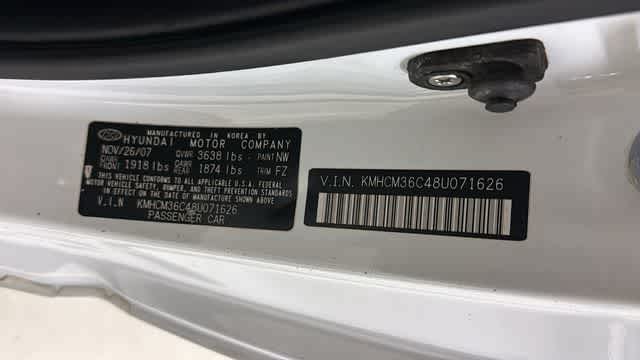 MANUFACTURED IN KOREA BY
HYUNDAI MOTOR COMPANY
NOV/26/07 GVWR 3638 lbs - PAINT NW
GAWR FRONT 1918 lbs GAWR REAR 1874 lbs TRIM FZ
THIS VEHICLE CONFORMS TO ALL APPLICABLE U.S FEDERAL
MOTOR VEHICLE SAFETY, BUMPER, AND THEFT PREVENTION STANDARDS
IN EFFECT ON THE DATE OF MANUFACTURE SHOWN ABOVE
V.I.N KMHCM36C48U071626
PASSENGER CAR
V.I.N. KMHCM36C48U071626